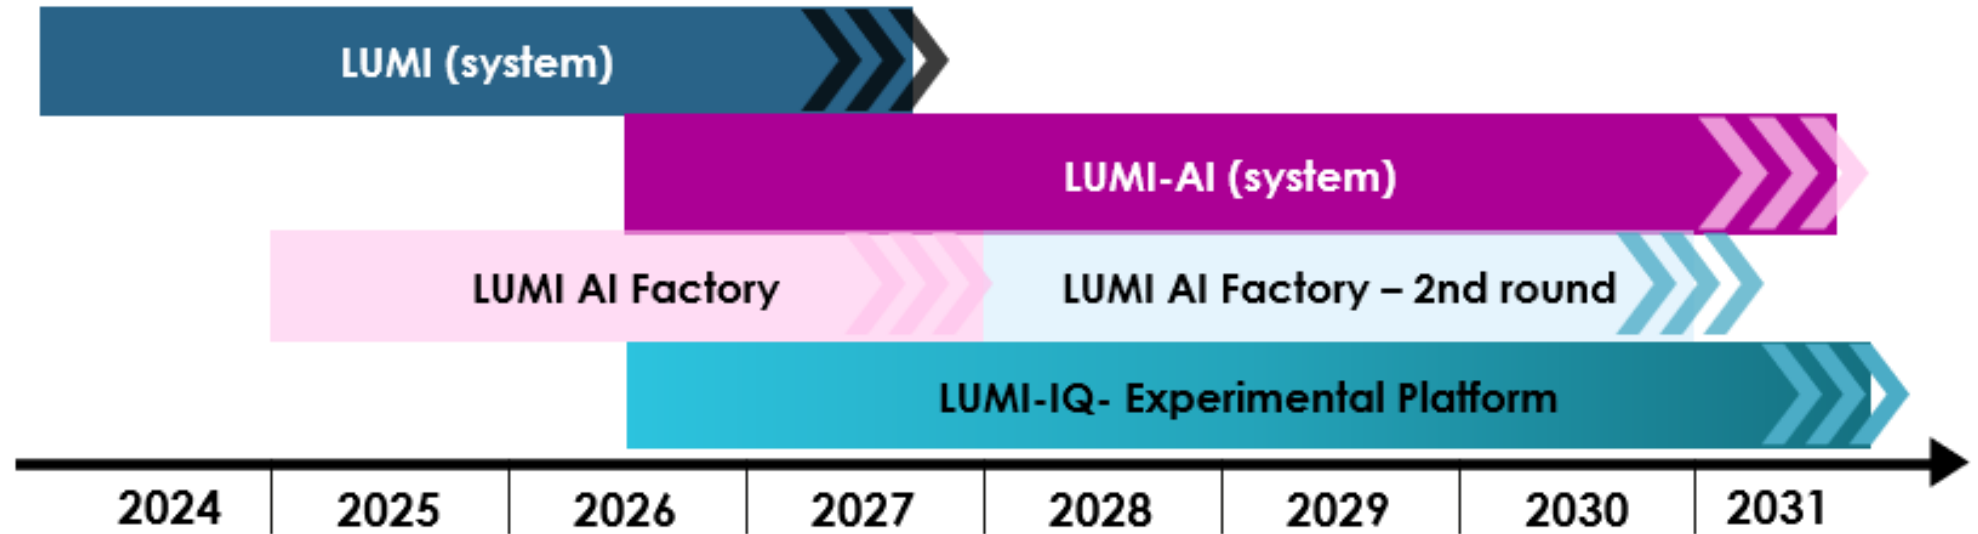 LUMI (system)
LUMI-AI (system)
LUMI AI Factory
LUMI AI Factory – 2nd round
LUMI-IQ- Experimental Platform
2024 2025 2026 2027 2028 2029 2030 2031